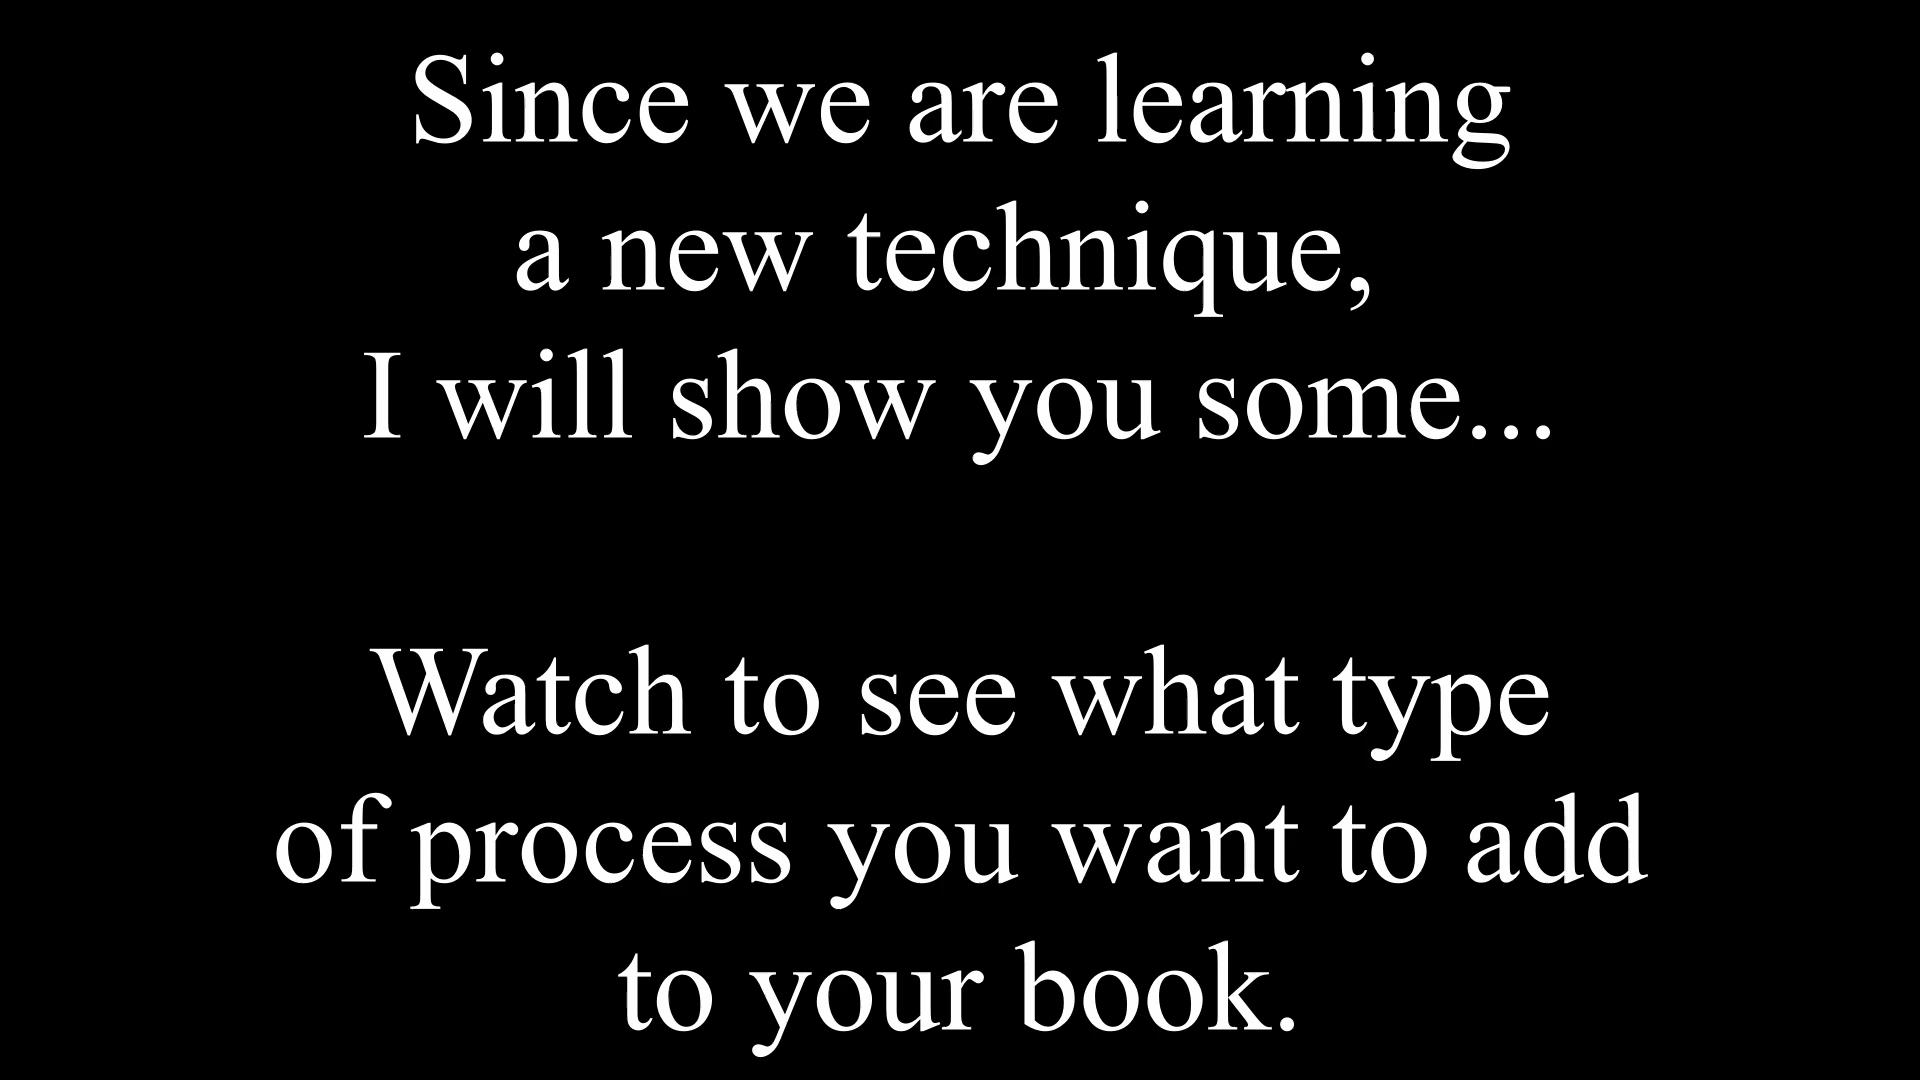 Since we are learning
a new technique,
I will show you some...
Watch to see what type
of process you want to add
to your book.